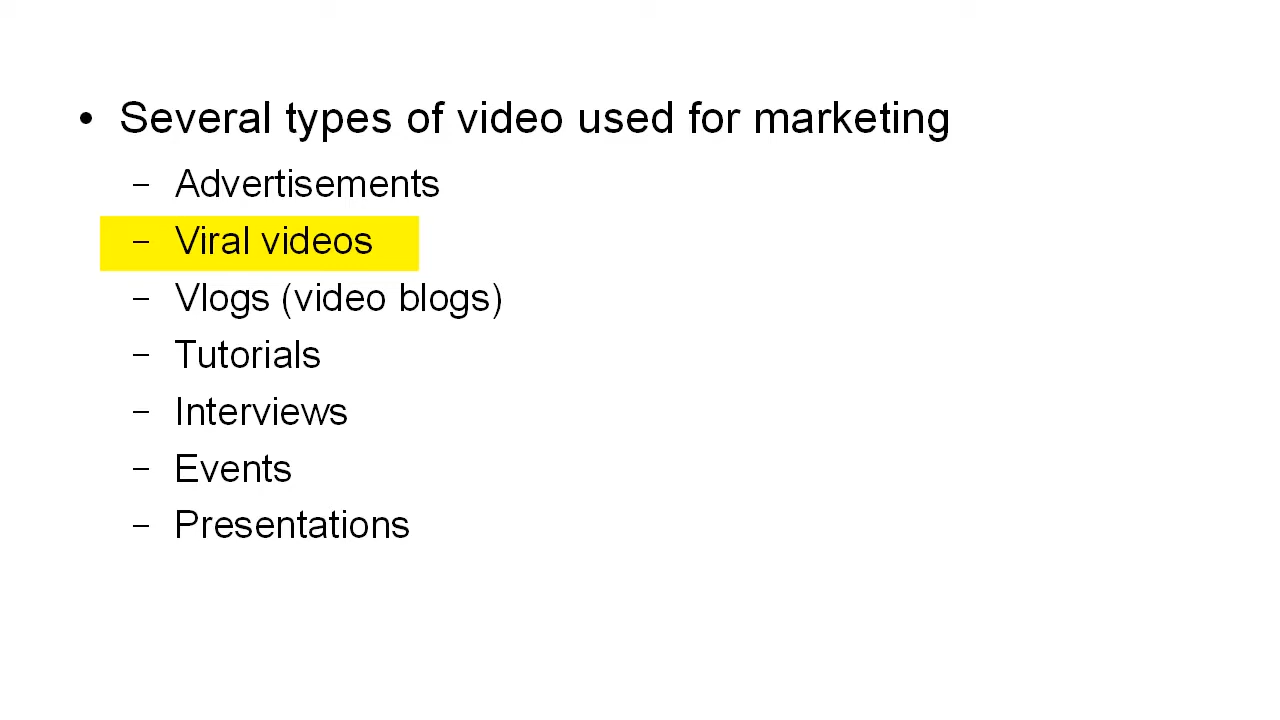 • Several types of video used for marketing
– Advertisements
– Viral videos
– Vlogs (video blogs)
– Tutorials
– Interviews
– Events
– Presentations